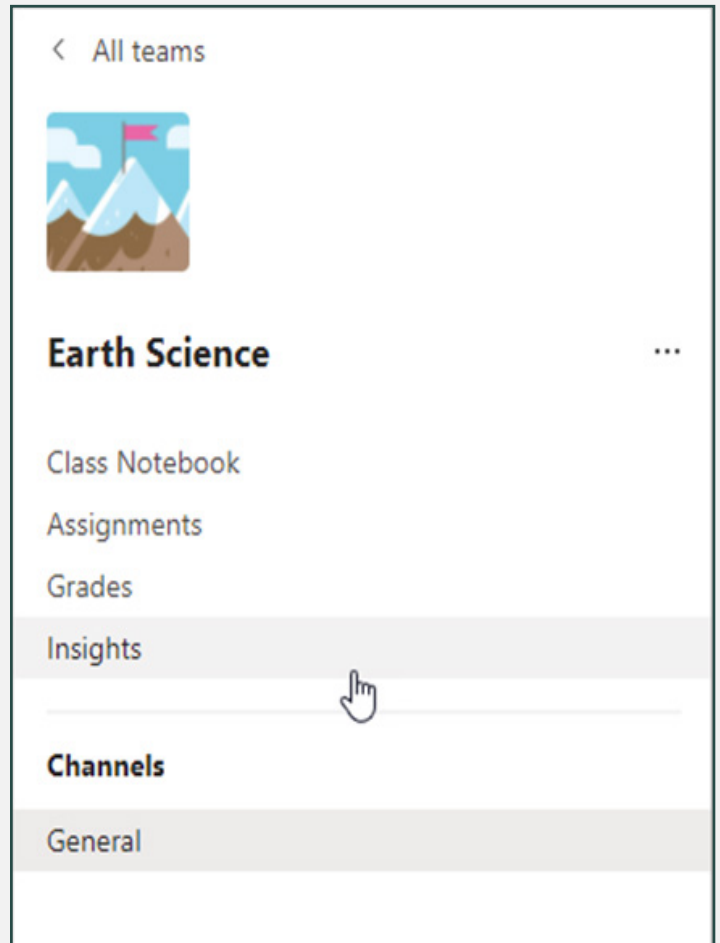 All teams
Earth Science
Class Notebook
Assignments
Grades
Insights
Channels
General